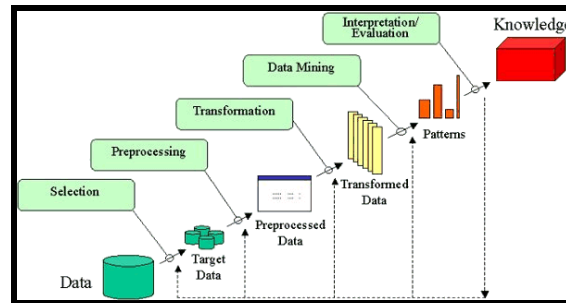 Interpretation/
Evaluation
Knowledge
Data Mining
Transformation
Patterns
Preprocessing
Transformed
Data
Selection
Preprocessed
Data
Target
Data
Data